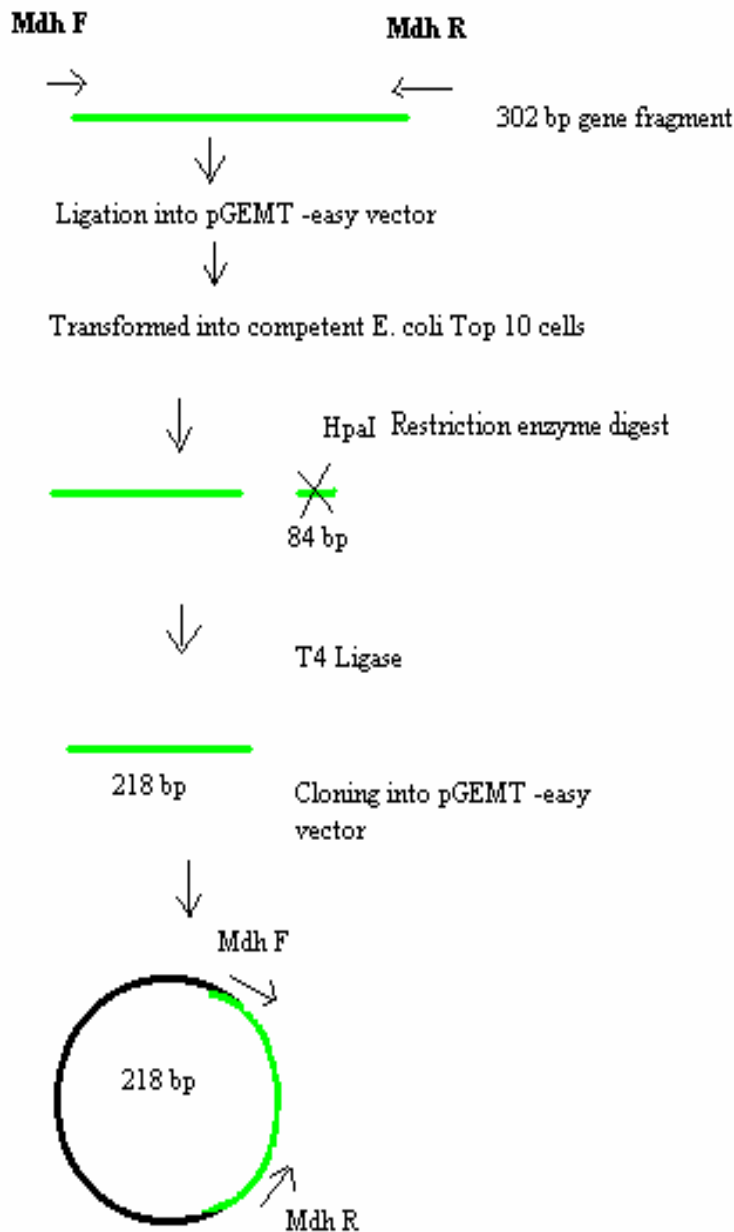 Mdh F
Mdh R
302 bp gene fragment
Ligation into pGEMT -easy vector
Transformed into competent E. coli Top 10 cells
HpaI Restriction enzyme digest
84 bp
T4 Ligase
218 bp
Cloning into pGEMT -easy
vector
Mdh F
218 bp
Mdh R